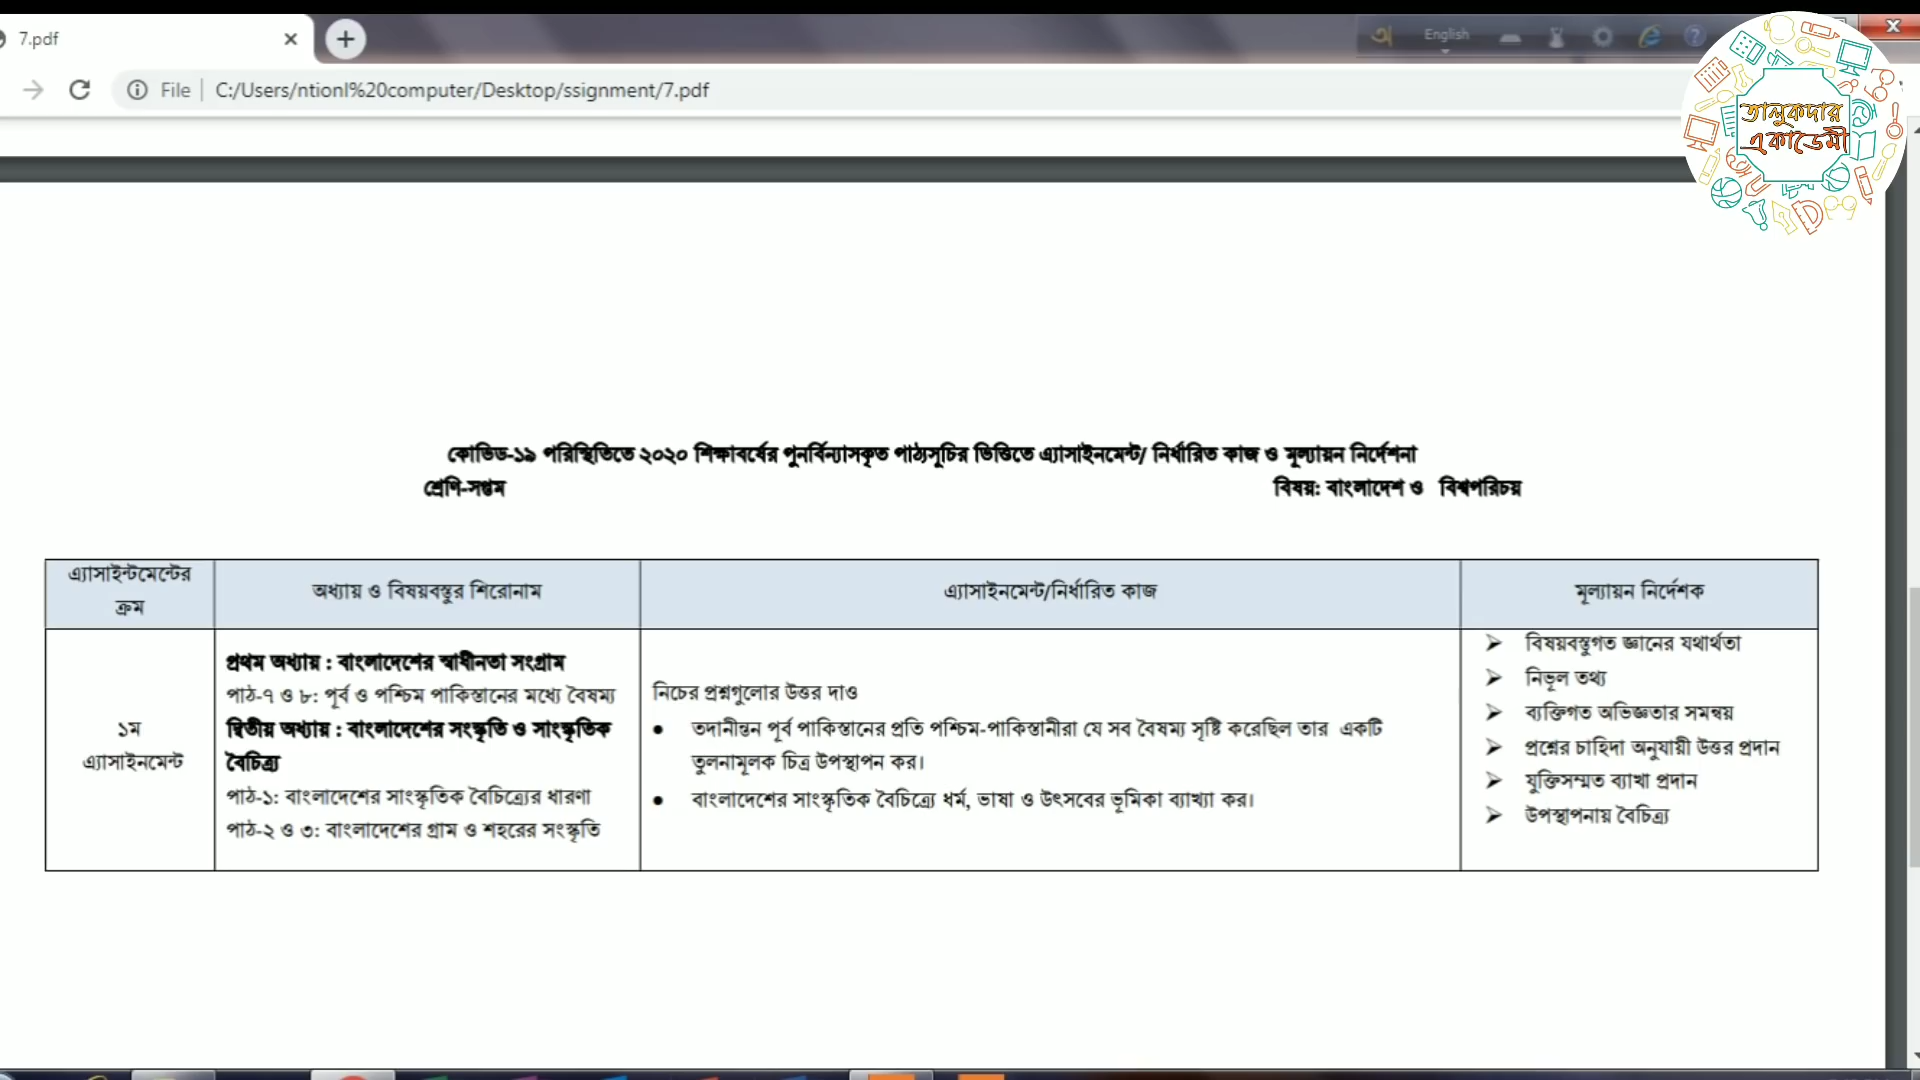 7.pdf
English
File
C:/Users/ntionl%20computer/Desktop/ssignment/7.pdf
তালুকদার
একাডেমী
কোভিড-১৯ পরিস্থিতিতে ২০২০ শিক্ষাবর্ষের পুনর্বিন্যাসকৃত পাঠ্যসূচির ভিত্তিতে এ্যাসাইনমেন্ট/ নির্ধারিত কাজ ও মূল্যায়ন নির্দেশনা
শ্রেণি-সপ্তম
বিষয়: বাংলাদেশ ও বিশ্বপরিচয়
এ্যাসাইন্টমেন্টের
ক্রম
অধ্যায় ও বিষয়বস্তুর শিরোনাম
এ্যাসাইনমেন্ট/নির্ধারিত কাজ
মূল্যায়ন নির্দেশক
১ম
এ্যাসাইনমেন্ট
প্রথম অধ্যায় : বাংলাদেশের স্বাধীনতা সংগ্রাম
পাঠ-৭ ও ৮: পূর্ব ও পশ্চিম পাকিস্তানের মধ্যে বৈষম্য
দ্বিতীয় অধ্যায় : বাংলাদেশের সংস্কৃতি ও সাংস্কৃতিক
বৈচিত্র্য
পাঠ-১: বাংলাদেশের সাংস্কৃতিক বৈচিত্র্যের ধারণা
পাঠ-২ ও ৩: বাংলাদেশের গ্রাম ও শহরের সংস্কৃতি
নিচের প্রশ্নগুলোর উত্তর দাও
• তদানীন্তন পূর্ব পাকিস্তানের প্রতি পশ্চিম-পাকিস্তানীরা যে সব বৈষম্য সৃষ্টি করেছিল তার একটি
তুলনামূলক চিত্র উপস্থাপন কর।
• বাংলাদেশের সাংস্কৃতিক বৈচিত্র্যে ধর্ম, ভাষা ও উৎসবের ভূমিকা ব্যাখ্যা কর।
➢ বিষয়বস্তুগত জ্ঞানের যথার্থতা
➢ নির্ভুল তথ্য
➢ ব্যক্তিগত অভিজ্ঞতার সমন্বয়
➢ প্রশ্নের চাহিদা অনুযায়ী উত্তর প্রদান
➢ যুক্তিসম্মত ব্যাখা প্রদান
➢ উপস্থাপনায় বৈচিত্র্য